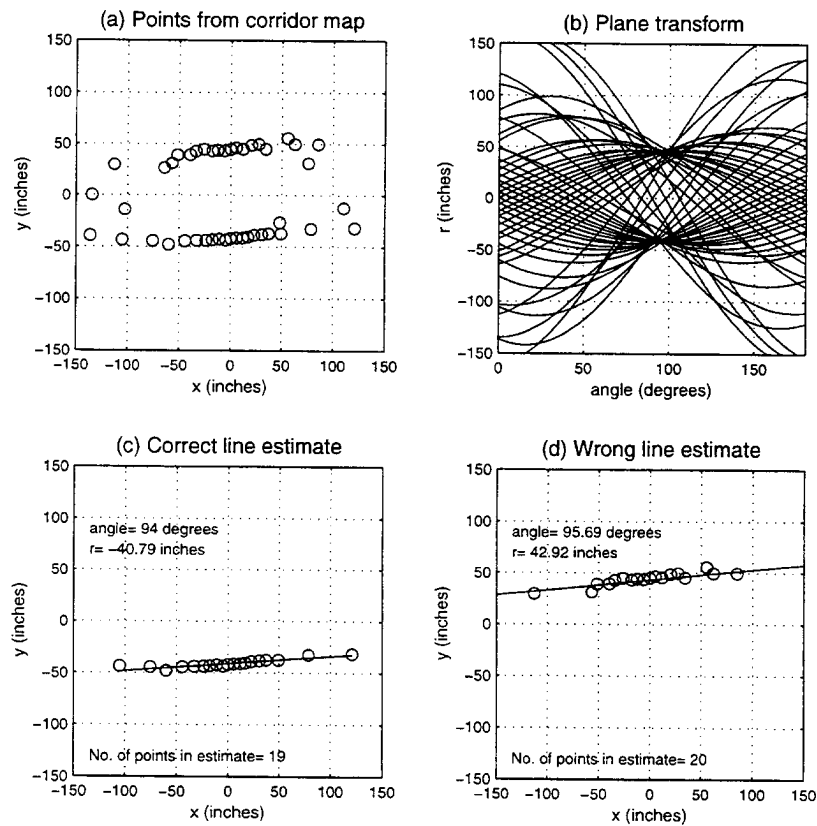 (a) Points from corridor map
150
100
50
0
−50
−100
−150
y (inches)
−150 −100 −50 0 50 100 150
x (inches)
(b) Plane transform
150
100
50
0
−50
−100
−150
r (inches)
0 50 100 150
angle (degrees)
(c) Correct line estimate
150
100
50
0
−50
−100
−150
y (inches)
angle= 94 degrees
r= −40.79 inches
No. of points in estimate= 19
−150 −100 −50 0 50 100 150
x (inches)
(d) Wrong line estimate
150
100
50
0
−50
−100
−150
y (inches)
angle= 95.69 degrees
r= 42.92 inches
No. of points in estimate= 20
−150 −100 −50 0 50 100 150
x (inches)